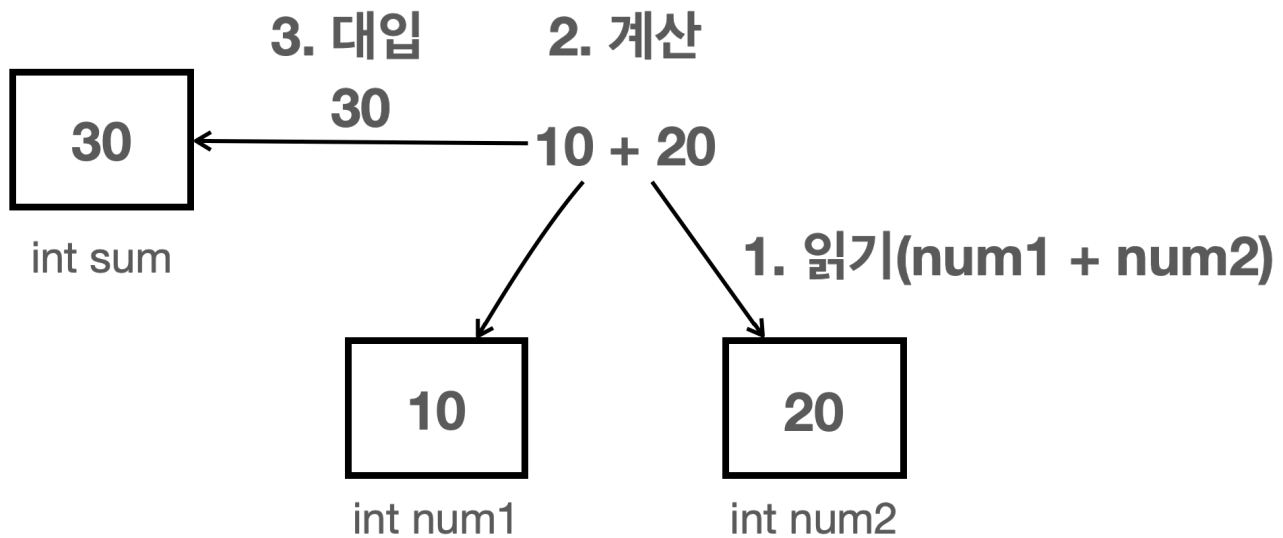 3. 대입
2. 계산
30
30
10 + 20
int sum
1. 읽기(num1 + num2)
10
20
int num1
int num2